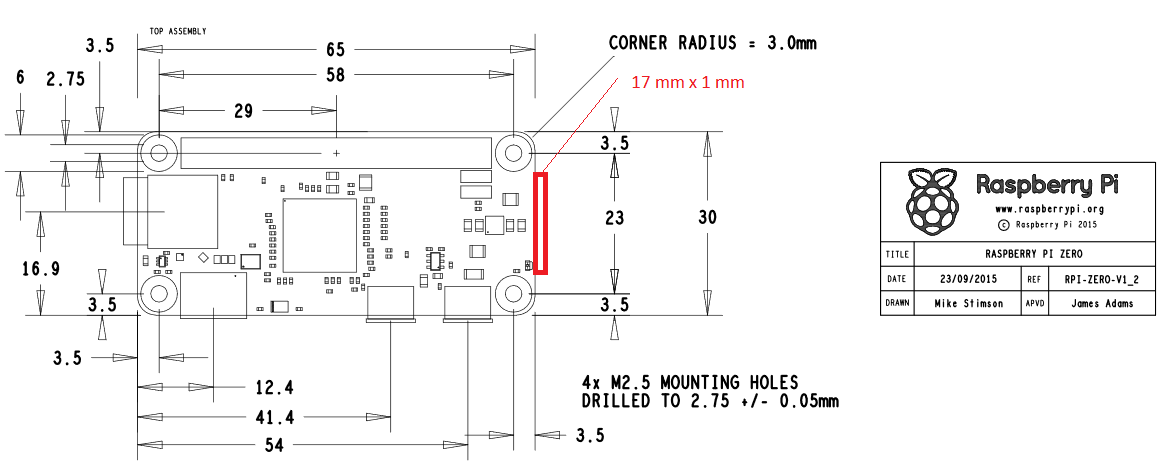 TOP ASSEMBLY
3.5
65
CORNER RADIUS = 3.0mm
6
2.75
58
17 mm x 1 mm
29
3.5
23
30
16.9
3.5
3.5
3.5
12.4
41.4
54
3.5
4x M2.5 MOUNTING HOLES
DRILLED TO 2.75 +/- 0.05mm
Raspberry Pi
www.raspberrypi.org
© Raspberry Pi 2015
TITLE RASPBERRY PI ZERO
DATE 23/09/2015 REF RPI-ZERO-V1_2
DRAWN Mike Stimson APVD James Adams